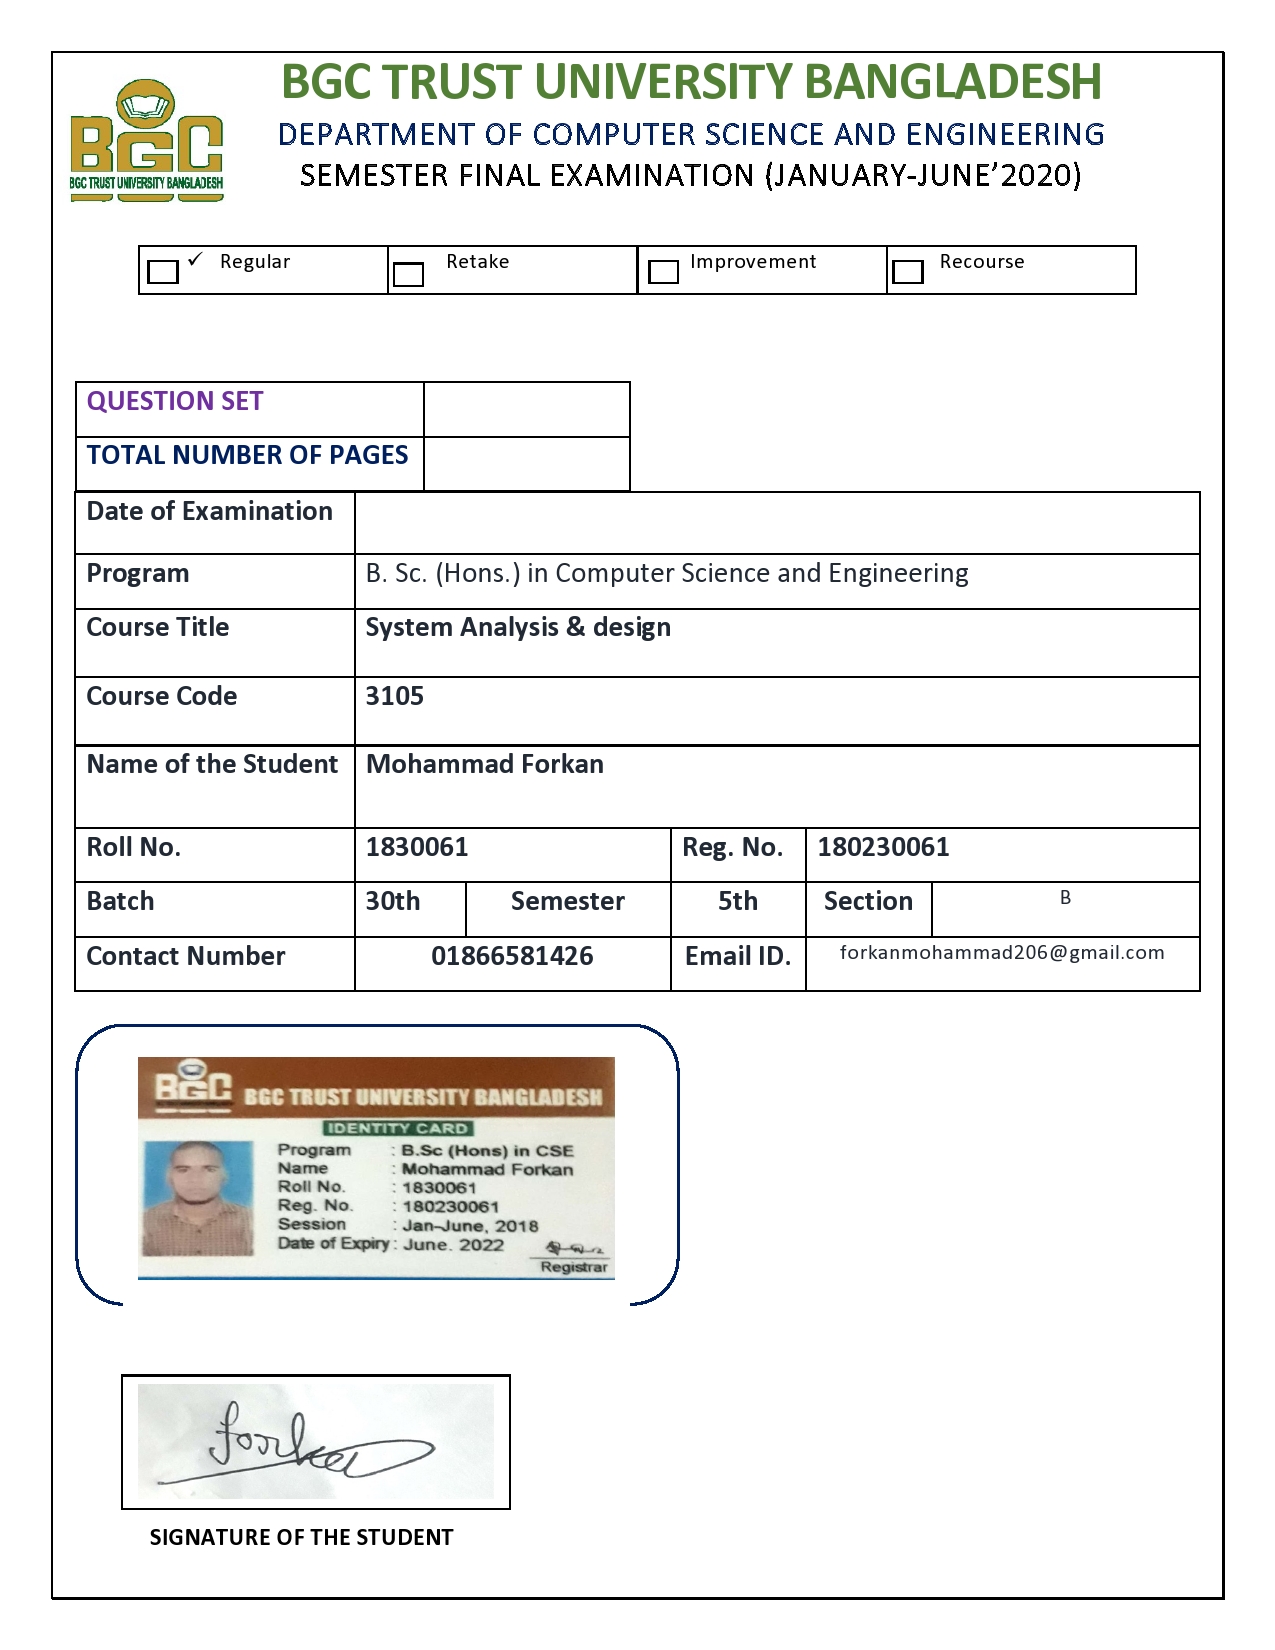 BGC TRUST UNIVERSITY BANGLADESH
DEPARTMENT OF COMPUTER SCIENCE AND ENGINEERING
SEMESTER FINAL EXAMINATION (JANUARY-JUNE’2020)
BGC
BGC TRUST UNIVERSITY BANGLADESH
✓ Regular Retake Improvement Recourse
QUESTION SET
TOTAL NUMBER OF PAGES
Date of Examination
Program B. Sc. (Hons.) in Computer Science and Engineering
Course Title System Analysis & design
Course Code 3105
Name of the Student Mohammad Forkan
Roll No. 1830061 Reg. No. 180230061
Batch 30th Semester 5th Section B
Contact Number 01866581426 Email ID. forkanmohammad206@gmail.com
BGC BGC TRUST UNIVERSITY BANGLADESH
IDENTITY CARD
Program : B.Sc (Hons) in CSE
Name : Mohammad Forkan
Roll No. : 1830061
Reg. No. : 180230061
Session : Jan-June, 2018
Date of Expiry : June. 2022
Registrar
SIGNATURE OF THE STUDENT